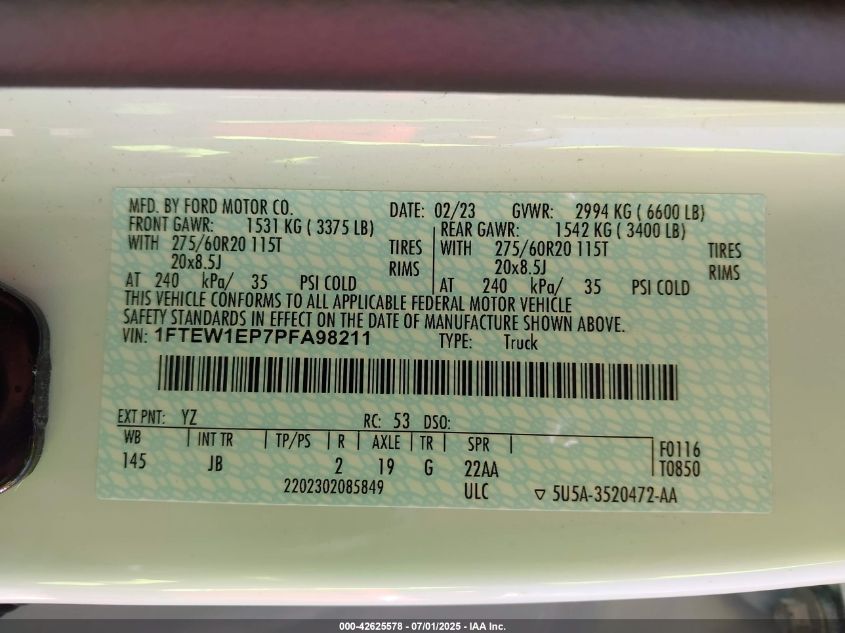 MFD. BY FORD MOTOR CO. DATE: 02/23 GVWR: 2994 KG ( 6600 LB)
FRONT GAWR: 1531 KG ( 3375 LB) REAR GAWR: 1542 KG ( 3400 LB)
WITH 275/60R20 115T TIRES WITH 275/60R20 115T TIRES
20x8.5J RIMS 20x8.5J RIMS
AT 240 kPa/ 35 PSI COLD AT 240 kPa/ 35 PSI COLD
THIS VEHICLE CONFORMS TO ALL APPLICABLE FEDERAL MOTOR VEHICLE
SAFETY STANDARDS IN EFFECT ON THE DATE OF MANUFACTURE SHOWN ABOVE.
VIN: 1FTEW1EP7PFA98211 TYPE: Truck
EXT PNT: YZ RC: 53 DSO:
WB INT TR TP/PS R AXLE TR SPR F0116
145 JB 2 19 G 22AA T0850
2202302085849 ULC ▽ 5U5A-3520472-AA
000-42625578 - 07/01/2025 - IAA Inc.